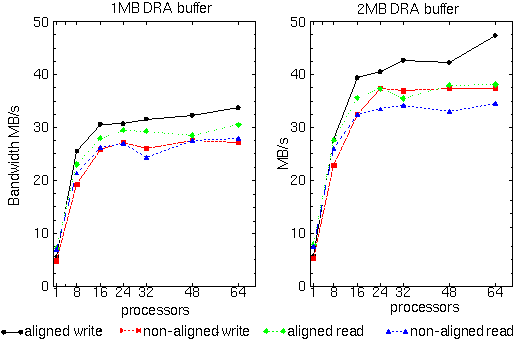 1MB DRA buffer
2MB DRA buffer
Bandwidth MB/s
50
40
30
20
10
0
1 8 16 24 32 48 64
processors
MB/s
50
40
30
20
10
0
1 8 16 24 32 48 64
processors
aligned write non-aligned write aligned read non-aligned read